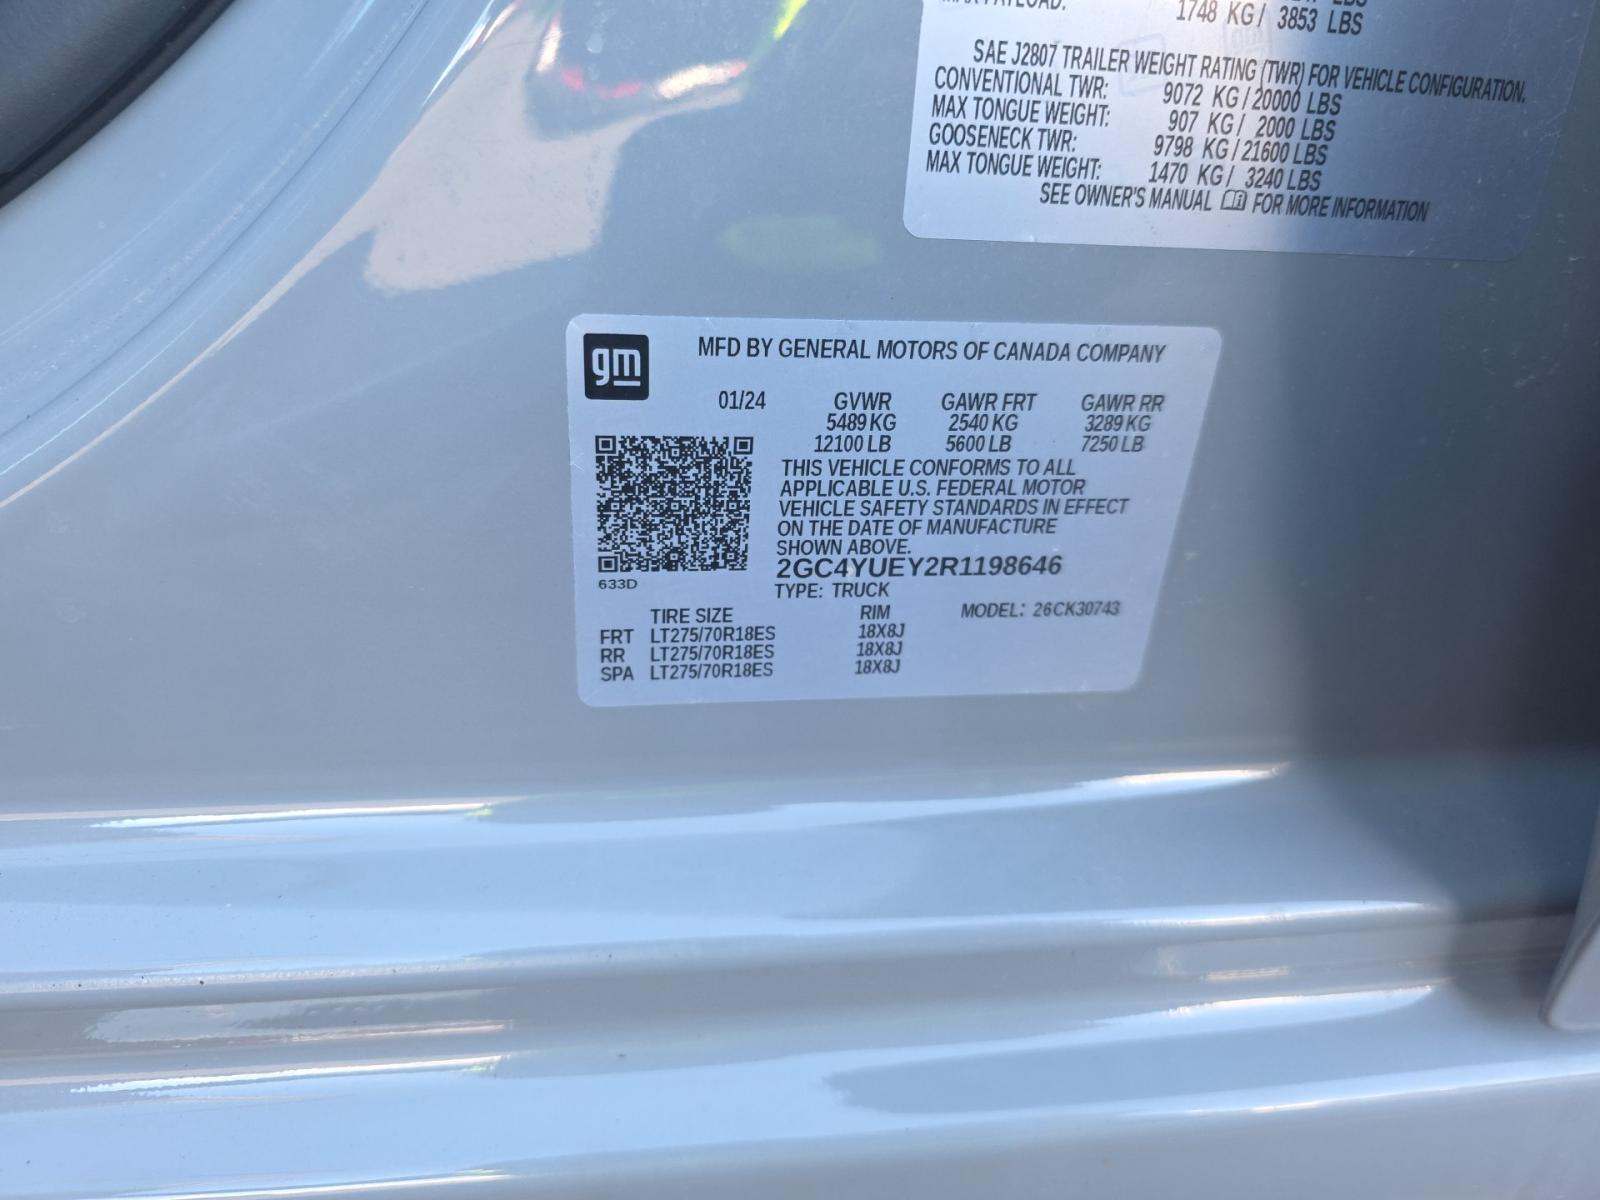 MAX PAYLOAD: 1748 KG/ 3853 LBS
SAE J2807 TRAILER WEIGHT RATING (TWR) FOR VEHICLE CONFIGURATION.
CONVENTIONAL TWR: 9072 KG/20000 LBS
MAX TONGUE WEIGHT: 907 KG/ 2000 LBS
GOOSENECK TWR: 9798 KG/21600 LBS
MAX TONGUE WEIGHT: 1470 KG/ 3240 LBS
SEE OWNER'S MANUAL FOR MORE INFORMATION
gm
MFD BY GENERAL MOTORS OF CANADA COMPANY
01/24 GVWR GAWR FRT GAWR RR
5489 KG 2540 KG 3289 KG
12100 LB 5600 LB 7250 LB
THIS VEHICLE CONFORMS TO ALL
APPLICABLE U.S. FEDERAL MOTOR
VEHICLE SAFETY STANDARDS IN EFFECT
ON THE DATE OF MANUFACTURE
SHOWN ABOVE.
2GC4YUEY2R1198646
633D
TYPE: TRUCK
TIRE SIZE RIM MODEL: 26CK30743
FRT LT275/70R18ES 18X8J
RR LT275/70R18ES 18X8J
SPA LT275/70R18ES 18X8J